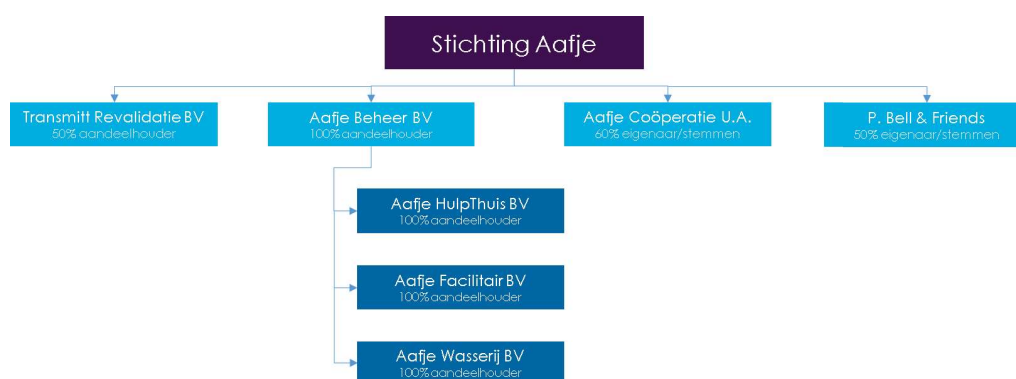 Stichting Aafje
Transmitt Revalidatie BV
50% aandeelhouder
Aafje Beheer BV
100% aandeelhouder
Aafje Coöperatie U.A.
60% eigenaar/stemmen
P. Bell & Friends
50% eigenaar/stemmen
Aafje HulpThuis BV
100% aandeelhouder
Aafje Facilitair BV
100% aandeelhouder
Aafje Wasserij BV
100% aandeelhouder